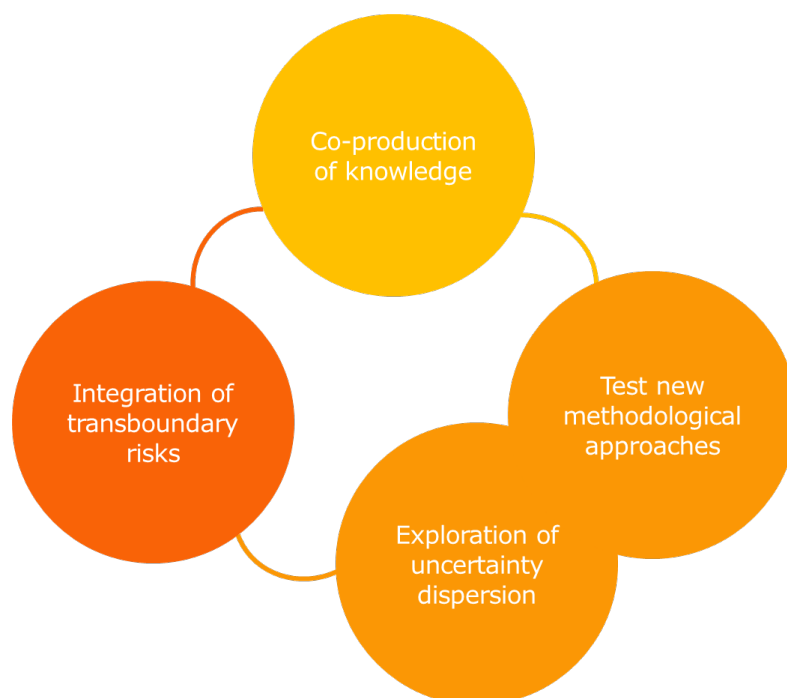 Co-production
of knowledge
Test new
methodological
approaches
Exploration of
uncertainty
dispersion
Integration of
transboundary
risks